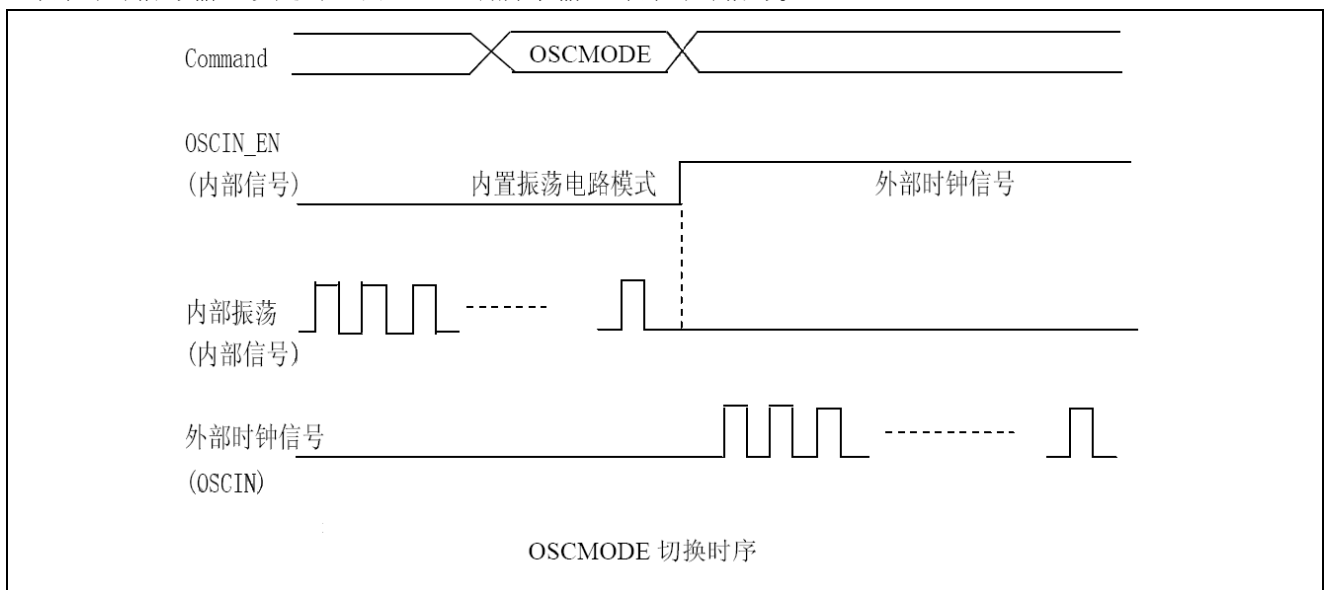 Command
OSCMODE
OSCIN_EN
(内部信号)
内置振荡电路模式
外部时钟信号
内部振荡
(内部信号)
外部时钟信号
(OSCIN)
OSCMODE 切换时序